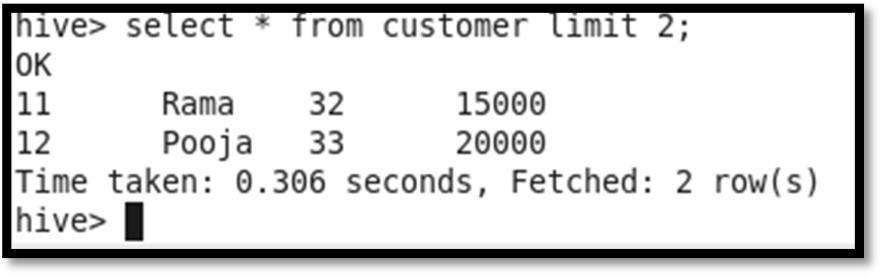 hive> select * from customer limit 2;
OK
11 Rama 32 15000
12 Pooja 33 20000
Time taken: 0.306 seconds, Fetched: 2 row(s)
hive>